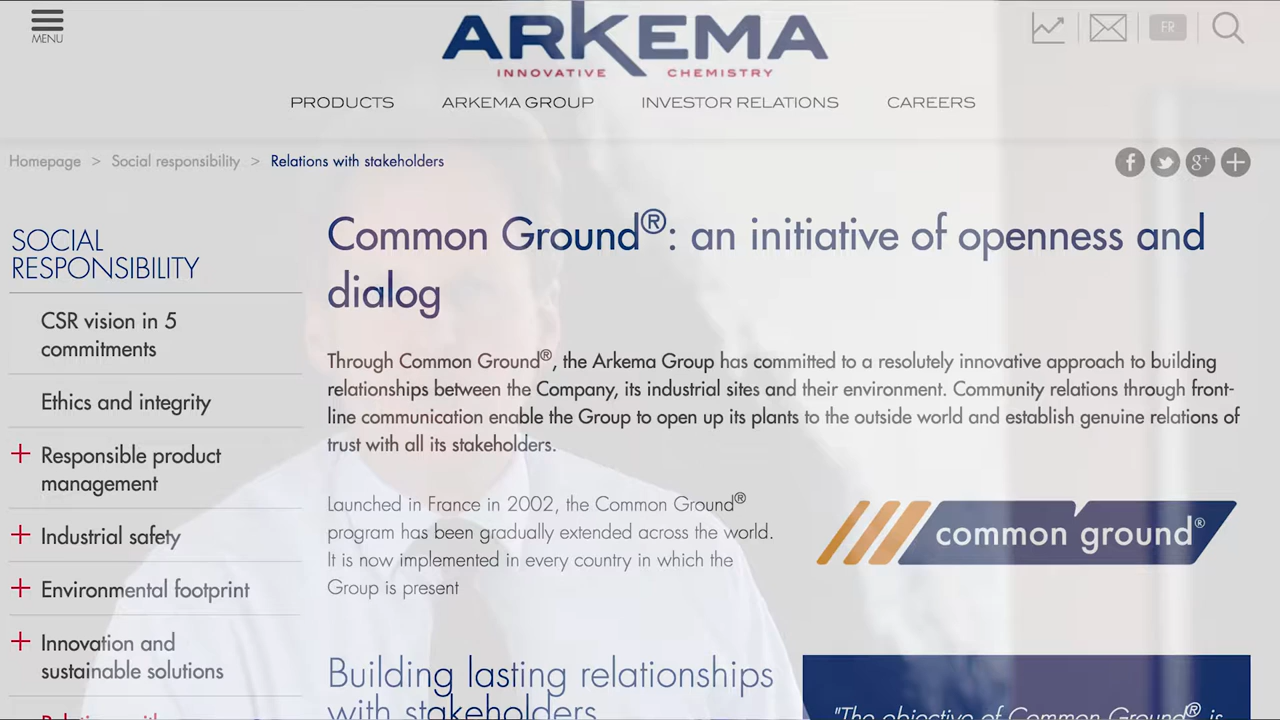 MENU
ARKEMA
INNOVATIVE CHEMISTRY
FR
PRODUCTS ARKEMA GROUP INVESTOR RELATIONS CAREERS
Homepage > Social responsibility > Relations with stakeholders
SOCIAL
RESPONSIBILITY
CSR vision in 5
commitments
Ethics and integrity
+ Responsible product
management
+ Industrial safety
+ Environmental footprint
+ Innovation and
sustainable solutions
Common Ground®: an initiative of openness and
dialog
Through Common Ground®, the Arkema Group has committed to a resolutely innovative approach to building
relationships between the Company, its industrial sites and their environment. Community relations through front-
line communication enable the Group to open up its plants to the outside world and establish genuine relations of
trust with all its stakeholders.
Launched in France in 2002, the Common Ground®
program has been gradually extended across the world.
It is now implemented in every country in which the
Group is present
common ground®
Building lasting relationships
with stakeholders
"The objective of Common Ground® is